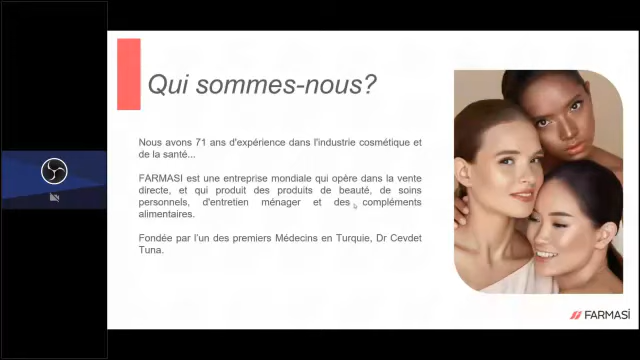 Qui sommes-nous?
Nous avons 71 ans d'expérience dans l'industrie cosmétique et
de la santé...
FARMASI est une entreprise mondiale qui opère dans la vente
directe, et qui produit des produits de beauté, de soins
personnels, d'entretien ménager et des compléments
alimentaires.
Fondée par l'un des premiers Médecins en Turquie, Dr Cevdet
Tuna.
FARMASİ